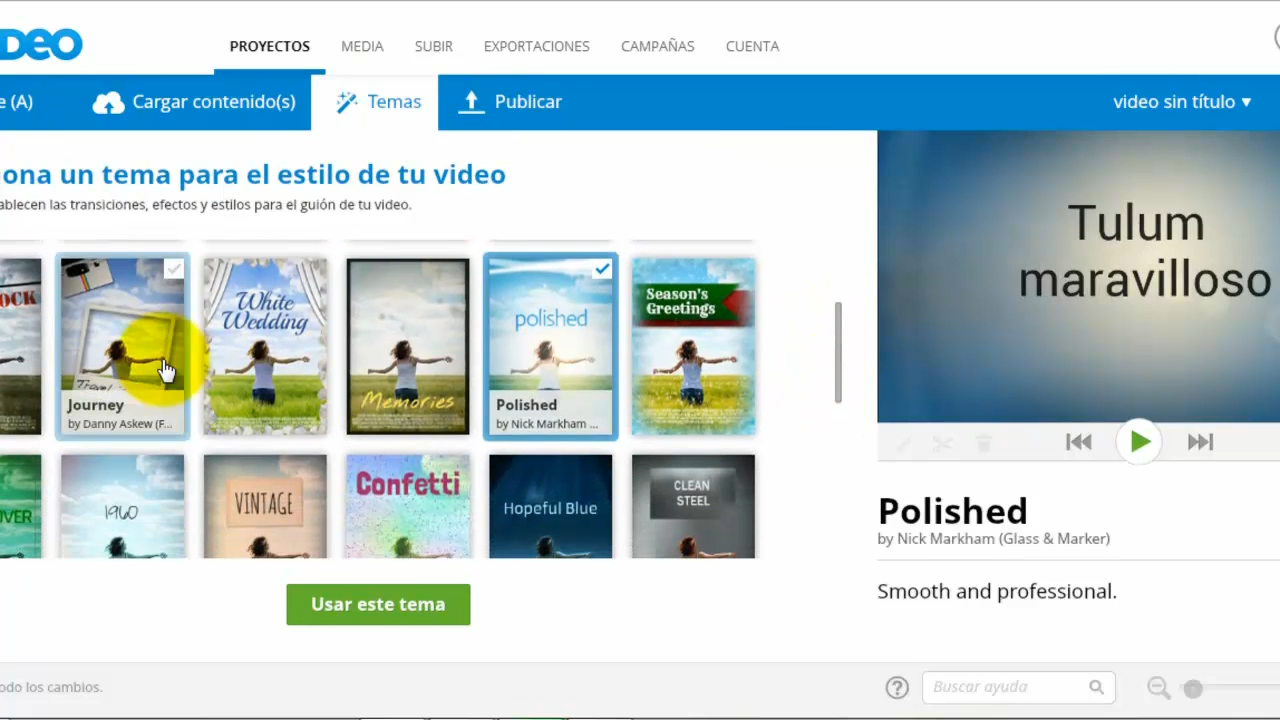 DEO
PROYECTOS MEDIA SUBIR EXPORTACIONES CAMPAÑAS CUENTA
e (A) Cargar contenido(s) Temas Publicar video sin título
ona un tema para el estilo de tu video
ablecen las transiciones, efectos y estilos para el guión de tu video.
OCK
Travel
Journey
by Danny Askew (F...
White
Wedding
Memories
polished
Polished
by Nick Markham ...
Season's
Greetings
VER
1960
VINTAGE
Confetti
Hopeful Blue
CLEAN
STEEL
Usar este tema
Tulum
maravilloso
Polished
by Nick Markham (Glass & Marker)
Smooth and professional.
odo los cambios.
? Buscar ayuda